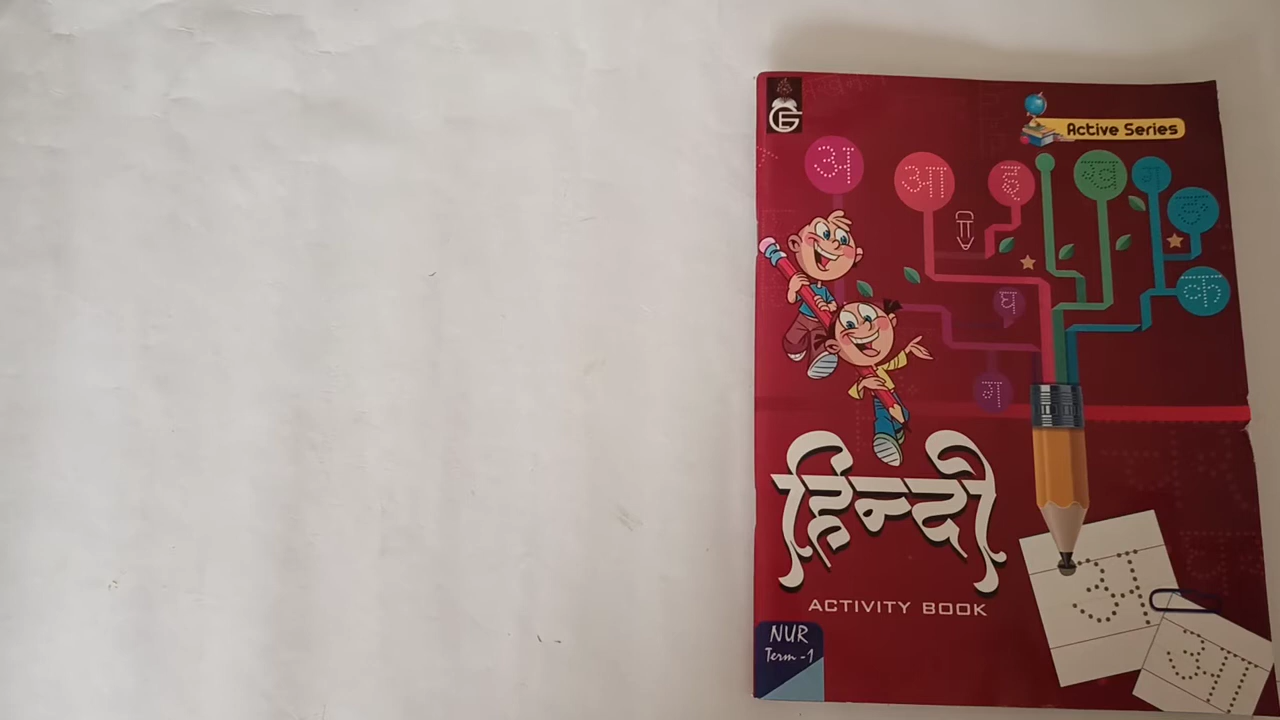 Active Series
अ
आ
ह
ख
ग
घ
क
ग
हिन्दी
ACTIVITY BOOK
NUR
Term -1
अ
आ